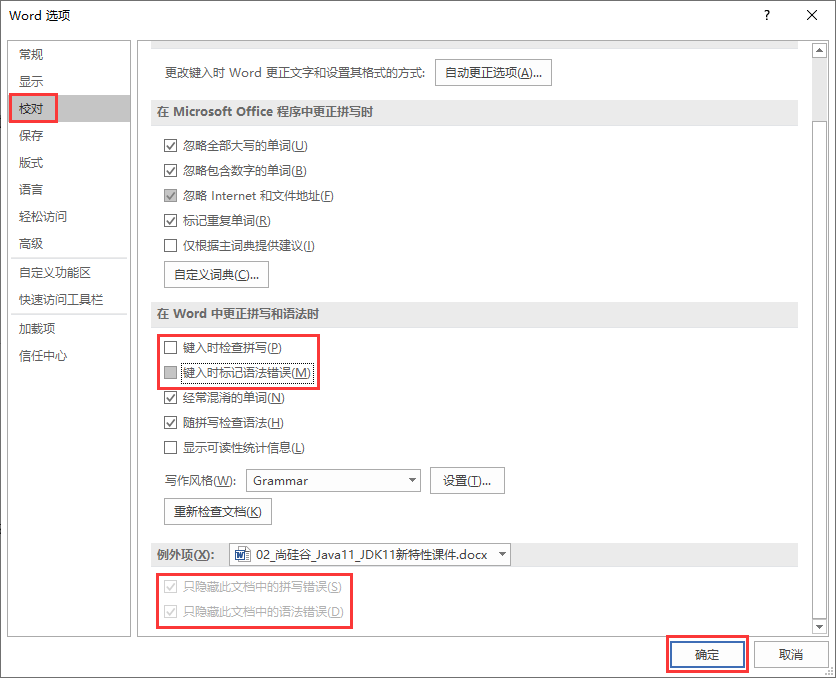 Word 选项
?
常规
显示
校对
保存
版式
语言
轻松访问
高级
自定义功能区
快速访问工具栏
加载项
信任中心
更改键入时 Word 更正文字和设置其格式的方式: 自动更正选项(A)...
在 Microsoft Office 程序中更正拼写时
忽略全部大写的单词(U)
忽略包含数字的单词(B)
忽略 Internet 和文件地址(F)
标记重复单词(R)
仅根据主词典提供建议(I)
自定义词典(C)...
在 Word 中更正拼写和语法时
键入时检查拼写(P)
键入时标记语法错误(M)
经常混淆的单词(N)
随拼写检查语法(H)
显示可读性统计信息(L)
写作风格(W): Grammar 设置(T)...
重新检查文档(K)
例外项(X): 02_尚硅谷_Java11_JDK11新特性课件.docx
只隐藏此文档中的拼写错误(S)
只隐藏此文档中的语法错误(D)
确定 取消